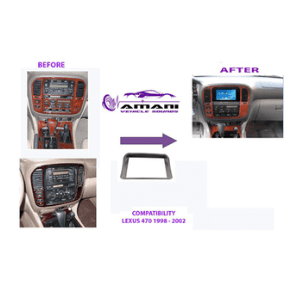 BEFORE
AFTER
AMANI
VEHICLE SOUNDS
COMPATIBILITY
LEXUS 470 1998 - 2002